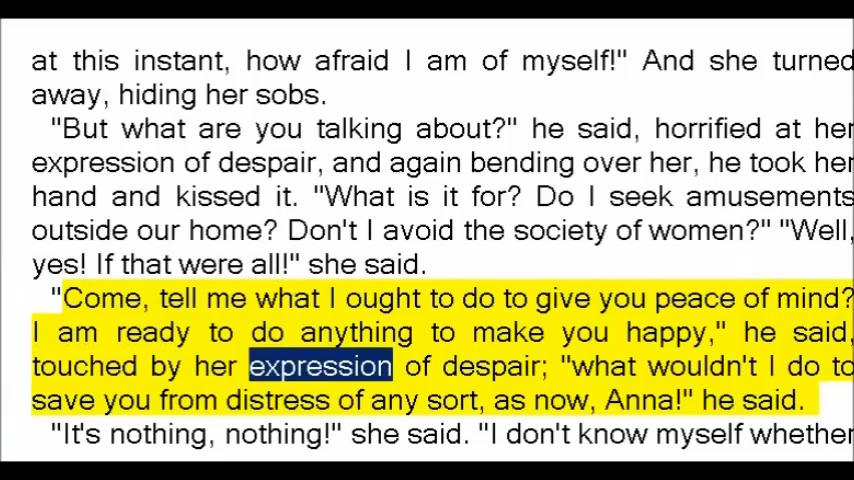 at this instant, how afraid I am of myself!" And she turned
away, hiding her sobs.
"But what are you talking about?" he said, horrified at her
expression of despair, and again bending over her, he took her
hand and kissed it. "What is it for? Do I seek amusements
outside our home? Don't I avoid the society of women?" "Well,
yes! If that were all!" she said.
"Come, tell me what I ought to do to give you peace of mind?
I am ready to do anything to make you happy," he said,
touched by her expression of despair; "what wouldn't I do to
save you from distress of any sort, as now, Anna!" he said.
"It's nothing, nothing!" she said. "I don't know myself whether